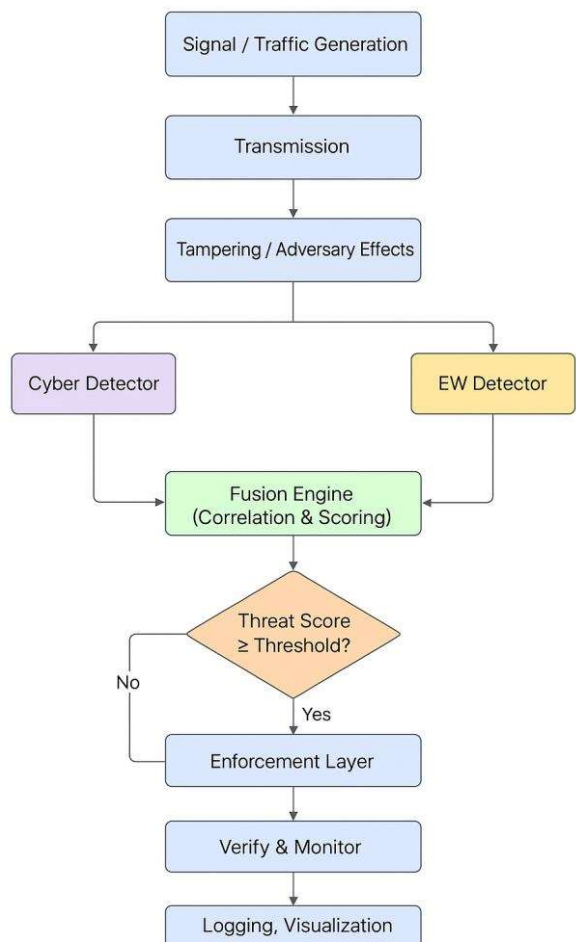 Signal / Traffic Generation
Transmission
Tampering / Adversary Effects
Cyber Detector
EW Detector
Fusion Engine
(Correlation & Scoring)
Threat Score
≥ Threshold?
No
Yes
Enforcement Layer
Verify & Monitor
Logging, Visualization